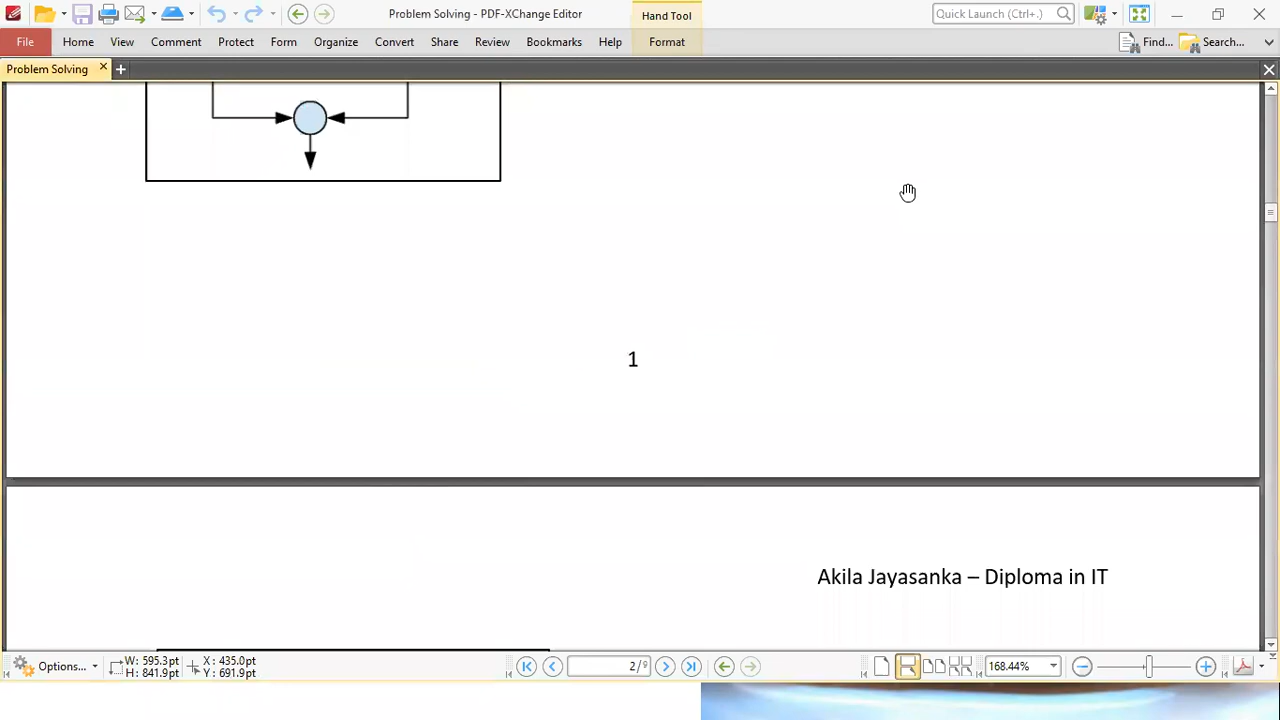 Problem Solving - PDF-XChange Editor
Hand Tool
Quick Launch (Ctrl+.)
File Home View Comment Protect Form Organize Convert Share Review Bookmarks Help Format Find... Search...
Problem Solving
1
Akila Jayasanka – Diploma in IT
Options... W: 595.3pt X: 435.0pt 2/9 168.44%
H: 841.9pt Y: 691.9pt